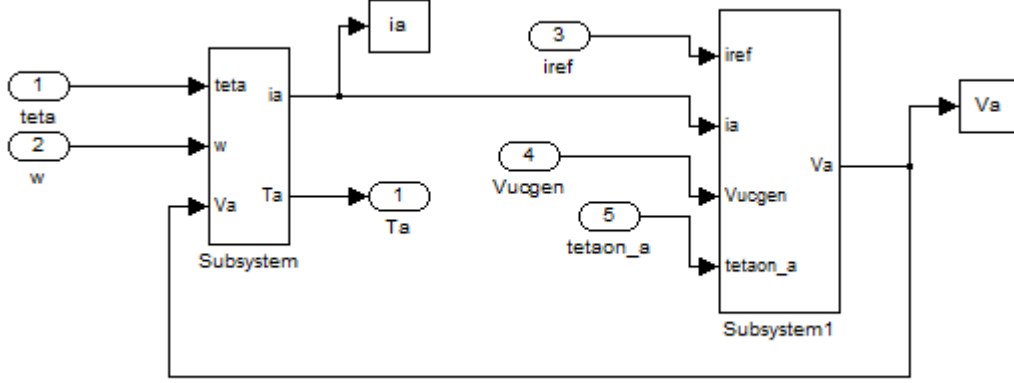 ia
3
iref
iref
1
teta
teta
ia
Va
2
w
w
ia
4
Vucgen
Va
Va
Ta
1
Ta
Vucgen
5
tetaon_a
Subsystem
tetaon_a
Subsystem1